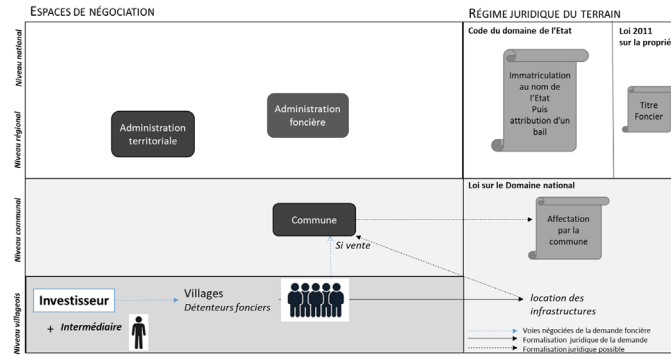 ESPACES DE NÉGOCIATION
RÉGIME JURIDIQUE DU TERRAIN
Niveau national
Code du domaine de l'Etat
Loi 2011
sur la proprié
Immatriculation
au nom de
l'Etat
Puis
attribution d'un
bail
Titre
Foncier
Niveau régional
Administration
territoriale
Administration
foncière
Niveau communal
Loi sur le Domaine national
Commune
Si vente
Affectation
par la
commune
Niveau villageois
Investisseur
+ Intermédiaire
Villages
Détenteurs fonciers
location des
infrastructures
Voies négociées de la demande foncière
Formalisation juridique de la demande
Formalisation juridique possible